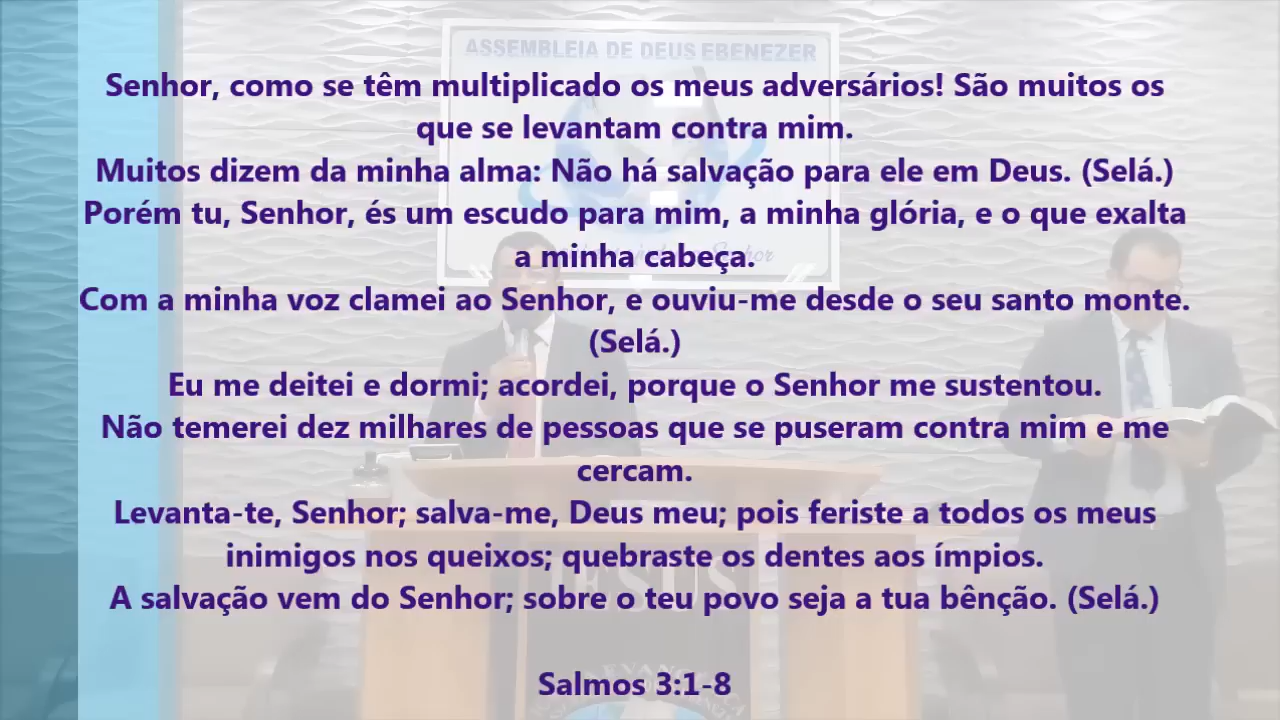 ASSEMBLEIA DE DEUS EBENEZER
Senhor, como se têm multiplicado os meus adversários! São muitos os
que se levantam contra mim.
Muitos dizem da minha alma: Não há salvação para ele em Deus. (Selá.)
Porém tu, Senhor, és um escudo para mim, a minha glória, e o que exalta
a minha cabeça.
Com a minha voz clamei ao Senhor, e ouviu-me desde o seu santo monte.
(Selá.)
Eu me deitei e dormi; acordei, porque o Senhor me sustentou.
Não temerei dez milhares de pessoas que se puseram contra mim e me
cercam.
Levanta-te, Senhor; salva-me, Deus meu; pois feriste a todos os meus
inimigos nos queixos; quebraste os dentes aos ímpios.
JESUS
A salvação vem do Senhor; sobre o teu povo seja a tua bênção. (Selá.)
Salmos 3:1-8